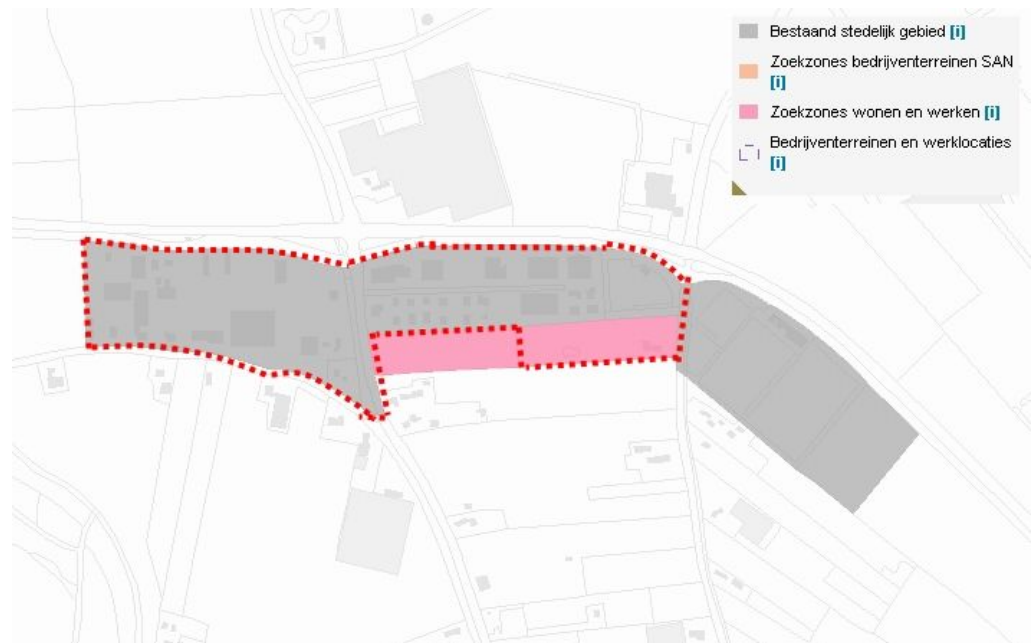 Bestaand stedelijk gebied [i]
Zoekzones bedrijventerreinen SAN
[i]
Zoekzones wonen en werken [i]
Bedrijventerreinen en werklocaties
[i]